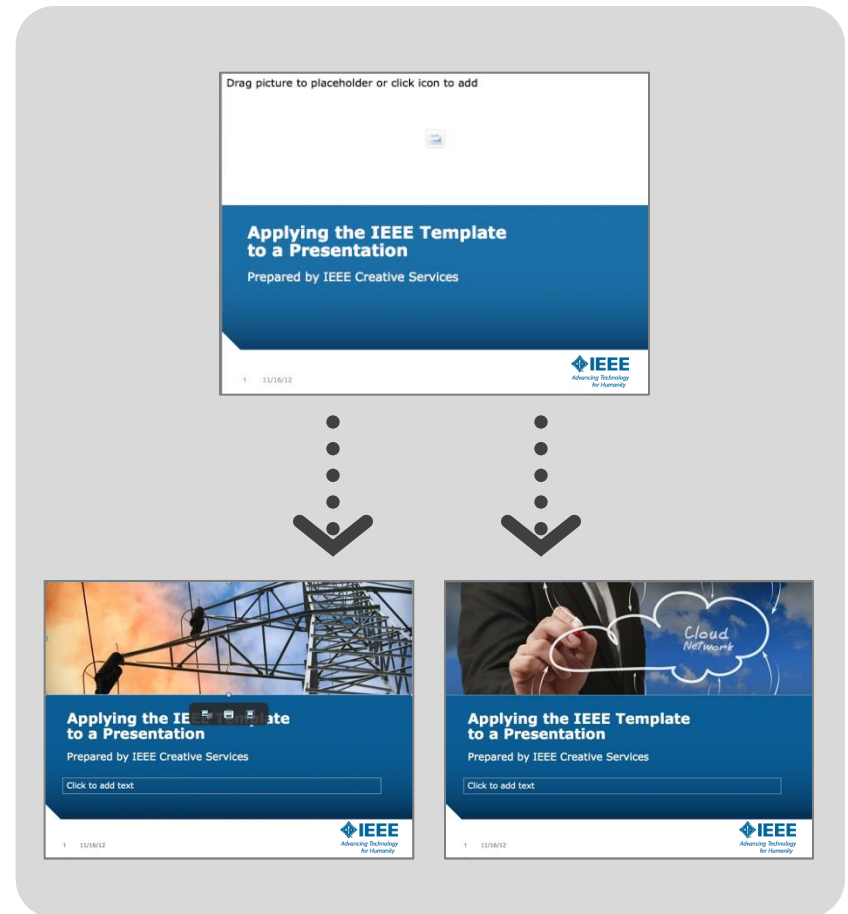 Drag picture to placeholder or click icon to add
Applying the IEEE Template
to a Presentation
Prepared by IEEE Creative Services
1 11/16/12
IEEE
Advancing Technology
for Humanity
Applying the IE plate
to a Presentation
Prepared by IEEE Creative Services
Click to add text
1 11/16/12
IEEE
Advancing Technology
for Humanity
Cloud
Network
Applying the IEEE Template
to a Presentation
Prepared by IEEE Creative Services
Click to add text
1 11/16/12
IEEE
Advancing Technology
for Humanity